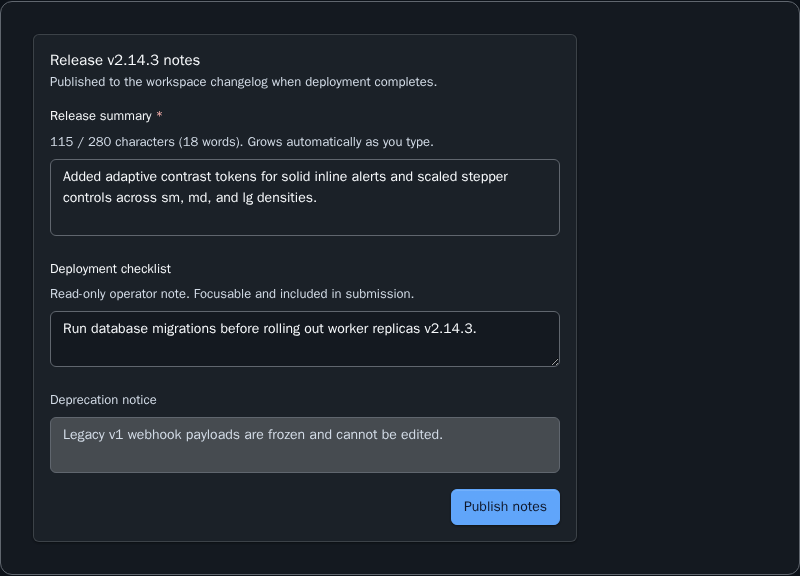 Release v2.14.3 notes
Published to the workspace changelog when deployment completes.
Release summary *
115 / 280 characters (18 words). Grows automatically as you type.
Added adaptive contrast tokens for solid inline alerts and scaled stepper
controls across sm, md, and lg densities.
Deployment checklist
Read-only operator note. Focusable and included in submission.
Run database migrations before rolling out worker replicas v2.14.3.
Deprecation notice
Legacy v1 webhook payloads are frozen and cannot be edited.
Publish notes